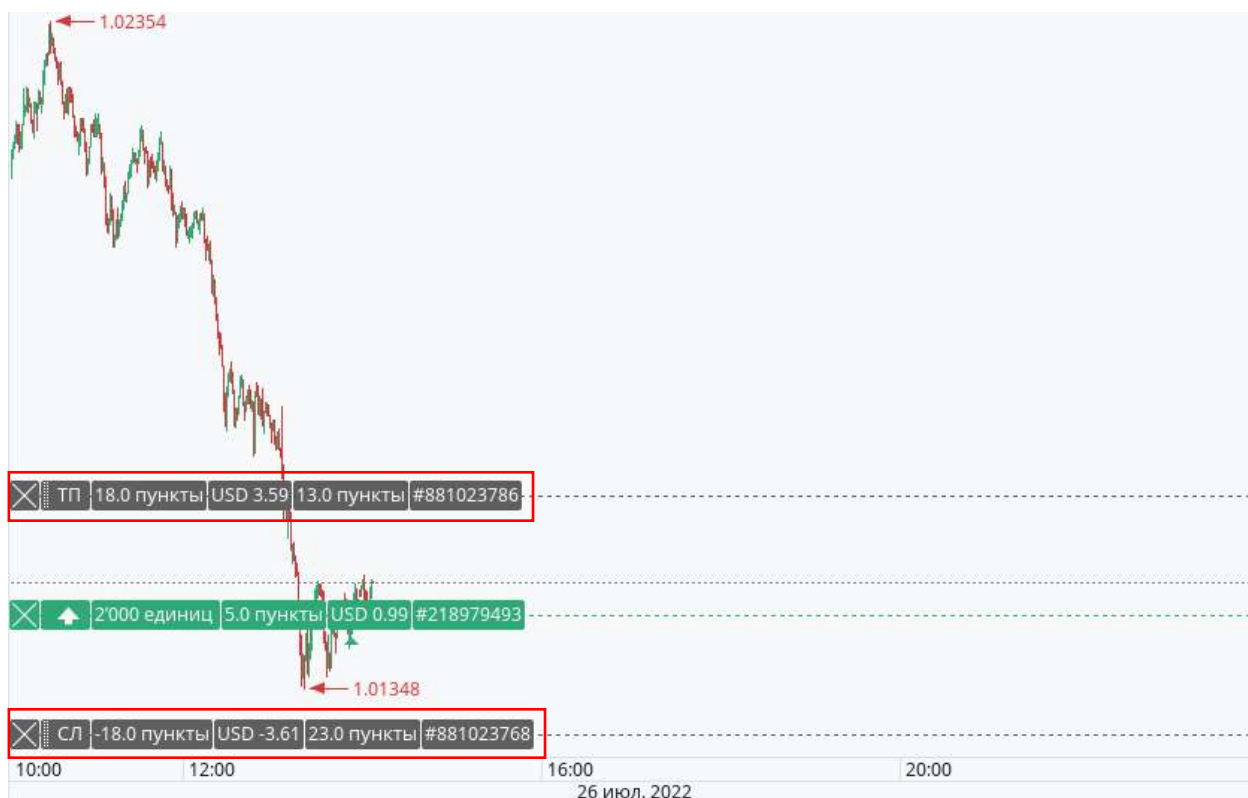 1.02354
ТП 18.0 пункты USD 3.59 13.0 пункты #881023786
2'000 единиц 5.0 пункты USD 0.99 #218979493
1.01348
СЛ -18.0 пункты USD -3.61 23.0 пункты #881023768
10:00 12:00 16:00 20:00
26 июл. 2022